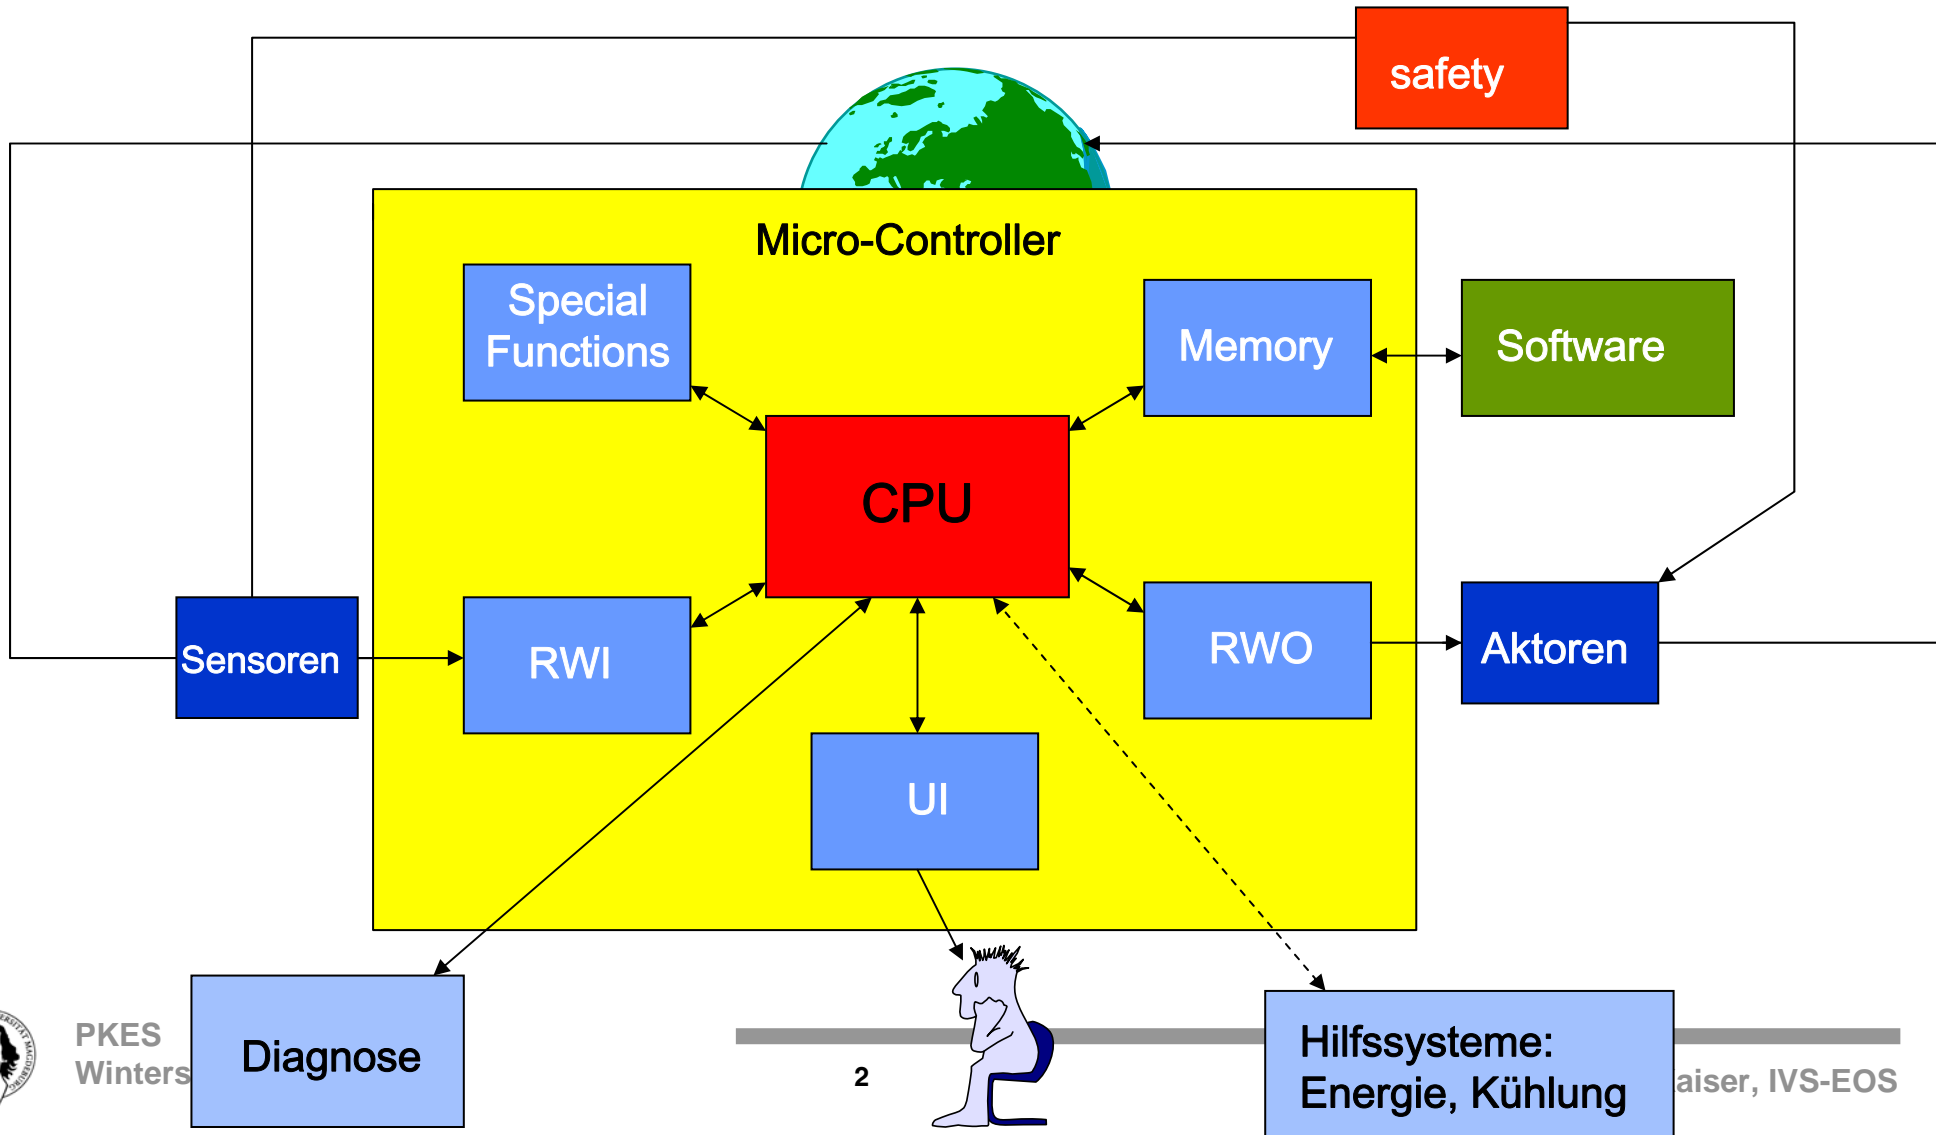 safety
Micro-Controller
Special
Functions
Memory
Software
CPU
Sensoren
RWI
RWO
Aktoren
UI
Diagnose
Hilfssysteme:
Energie, Kühlung
PKES
Winters
2
aiser, IVS-EOS